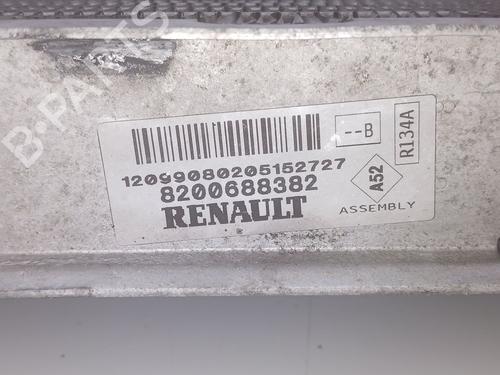 B-PARTS
--B
R134A
12099080205152727
8200688382
RENAULT
A52
ASSEMBLY